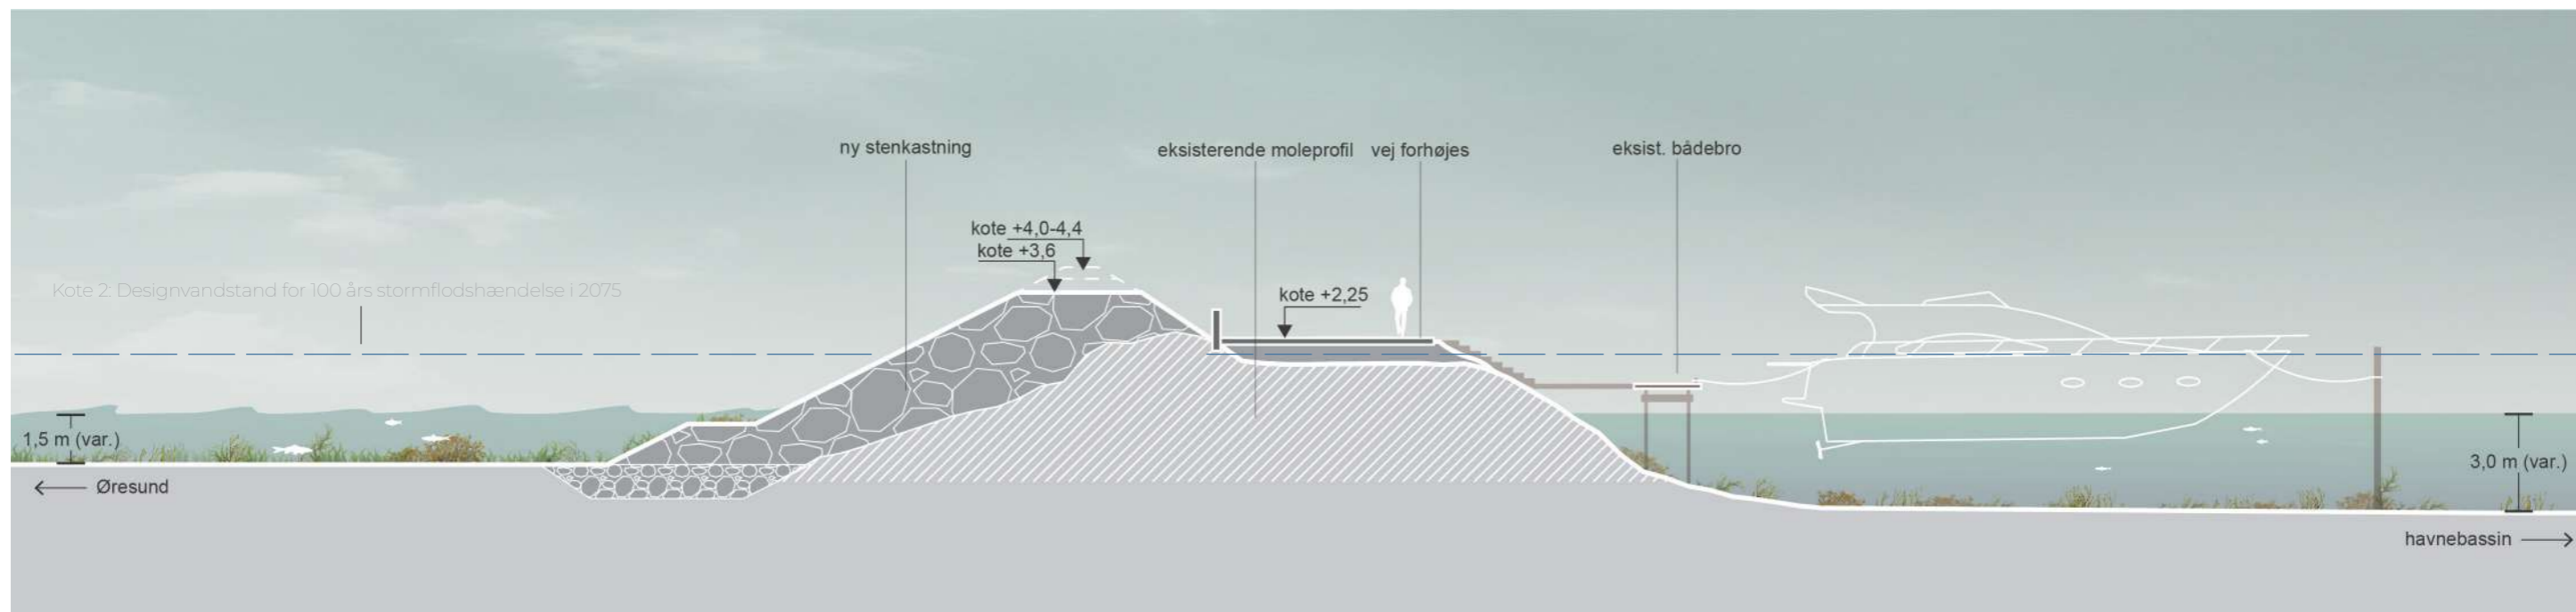 ny stenkastning
eksisterende moleprofil
vej forhøjes
eksist. bådebro
kote +4,0-4,4
kote +3,6
Kote 2: Designvandstand for 100 års stormflodshændelse i 2075
kote +2,25
1,5 m (var.)
3,0 m (var.)
Øresund
havnebassin